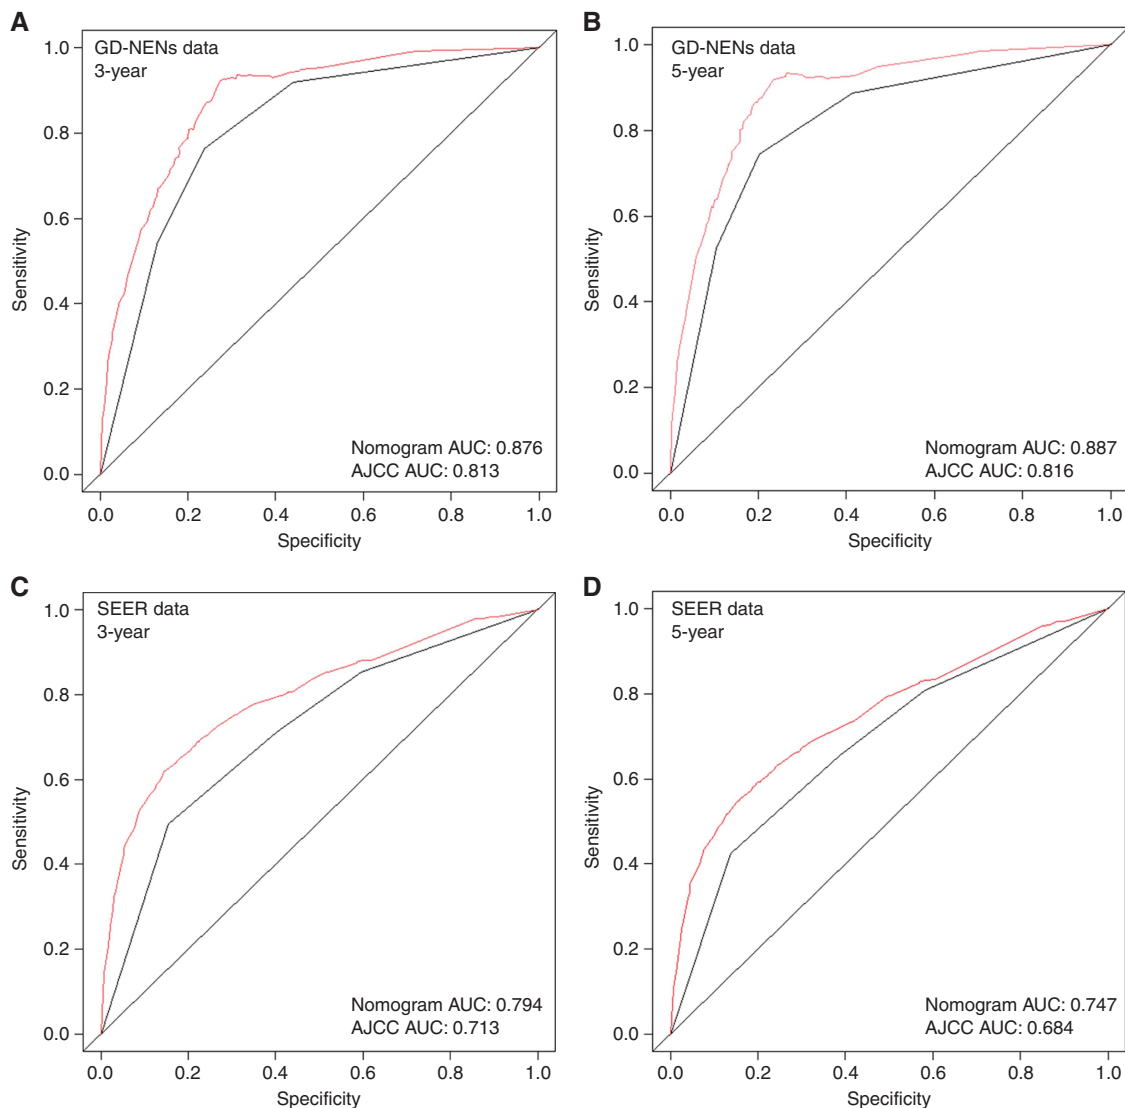 A
GD-NENs data
3-year
1.0
0.8
0.6
0.4
0.2
0.0
Sensitivity
Nomogram AUC: 0.876
AJCC AUC: 0.813
0.0 0.2 0.4 0.6 0.8 1.0
Specificity
B
GD-NENs data
5-year
1.0
0.8
0.6
0.4
0.2
0.0
Sensitivity
Nomogram AUC: 0.887
AJCC AUC: 0.816
0.0 0.2 0.4 0.6 0.8 1.0
Specificity
C
SEER data
3-year
1.0
0.8
0.6
0.4
0.2
0.0
Sensitivity
Nomogram AUC: 0.794
AJCC AUC: 0.713
0.0 0.2 0.4 0.6 0.8 1.0
Specificity
D
SEER data
5-year
1.0
0.8
0.6
0.4
0.2
0.0
Sensitivity
Nomogram AUC: 0.747
AJCC AUC: 0.684
0.0 0.2 0.4 0.6 0.8 1.0
Specificity